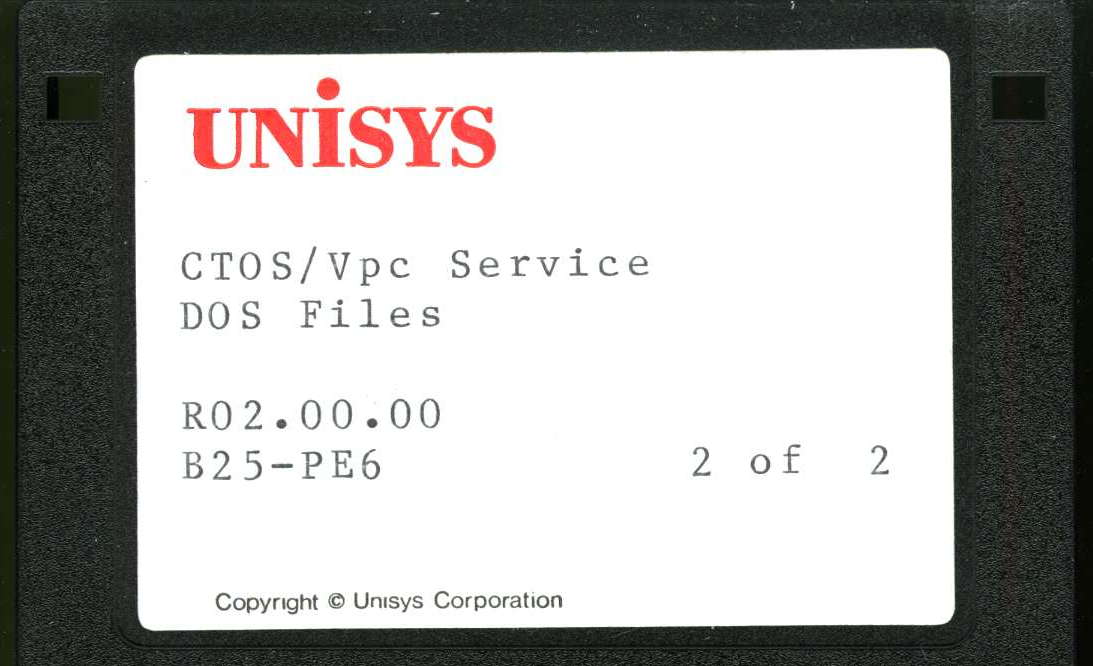 UNiSYS
CTOS/Vpc Service
DOS Files
R02.00.00
B25-PE6 2 of 2
Copyright © Unisys Corporation